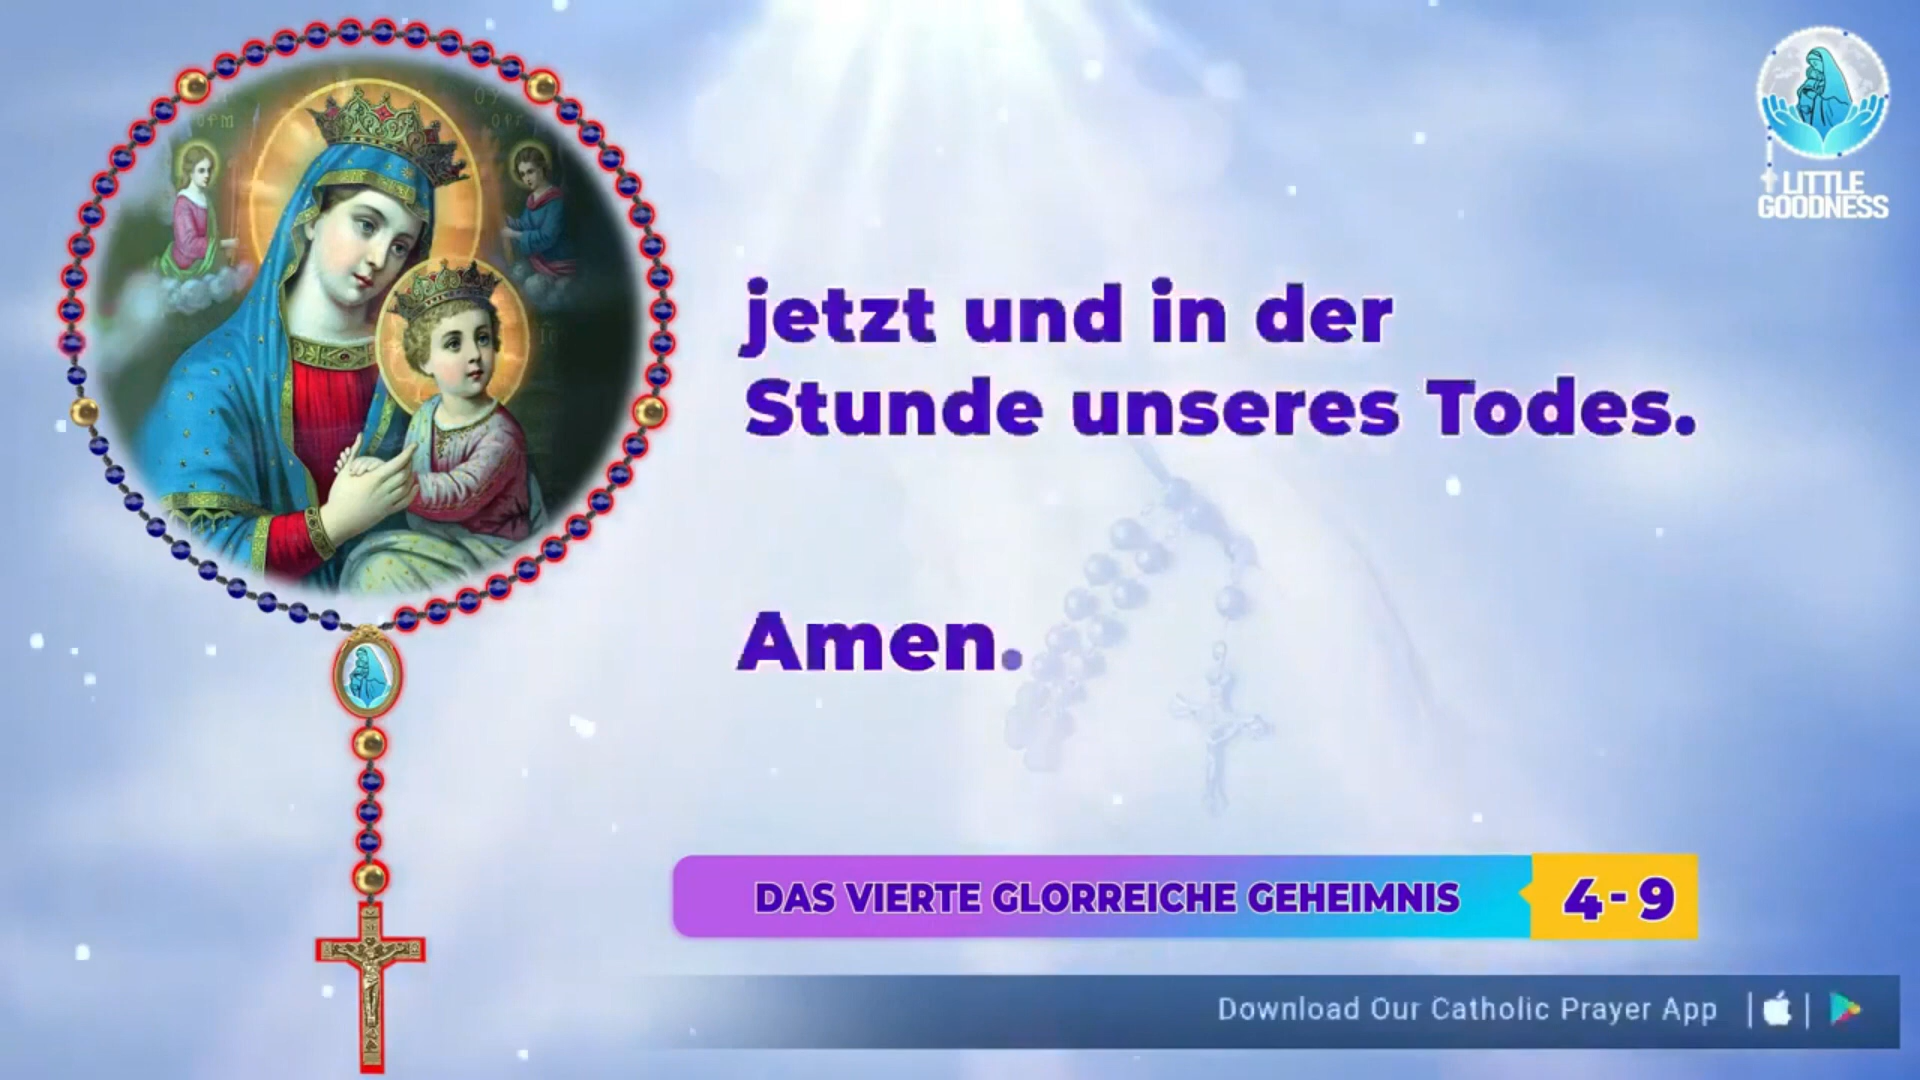 LITTLE
GOODNESS
jetzt und in der
Stunde unseres Todes.
Amen.
DAS VIERTE GLORREICHE GEHEIMNIS
4-9
Download Our Catholic Prayer App